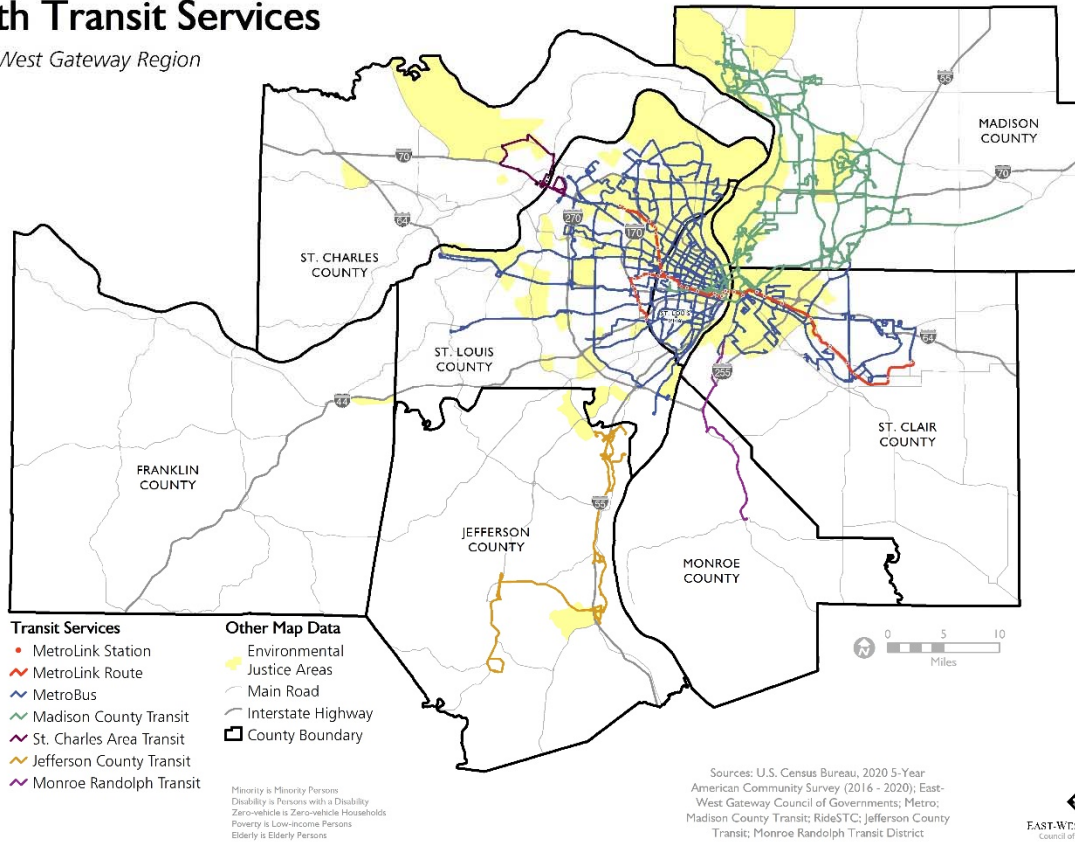 th Transit Services
West Gateway Region
55
MADISON
COUNTY
70
70
64
270
170
ST. CHARLES
COUNTY
ST. LOUIS
COUNTY
64
255
44
ST. CLAIR
COUNTY
FRANKLIN
COUNTY
55
JEFFERSON
COUNTY
MONROE
COUNTY
Transit Services
MetroLink Station
MetroLink Route
MetroBus
Madison County Transit
St. Charles Area Transit
Jefferson County Transit
Monroe Randolph Transit
Other Map Data
Environmental
Justice Areas
Main Road
Interstate Highway
County Boundary
N
0 5 10
Miles
Minority is Minority Persons
Disability is Persons with a Disability
Zero-vehicle is Zero-vehicle Households
Poverty is Low-income Persons
Elderly is Elderly Persons
Sources: U.S. Census Bureau, 2020 5-Year
American Community Survey (2016 - 2020); East-
West Gateway Council of Governments; Metro;
Madison County Transit; RideSTC; Jefferson County
Transit; Monroe Randolph Transit District
EAST-WE
Council of